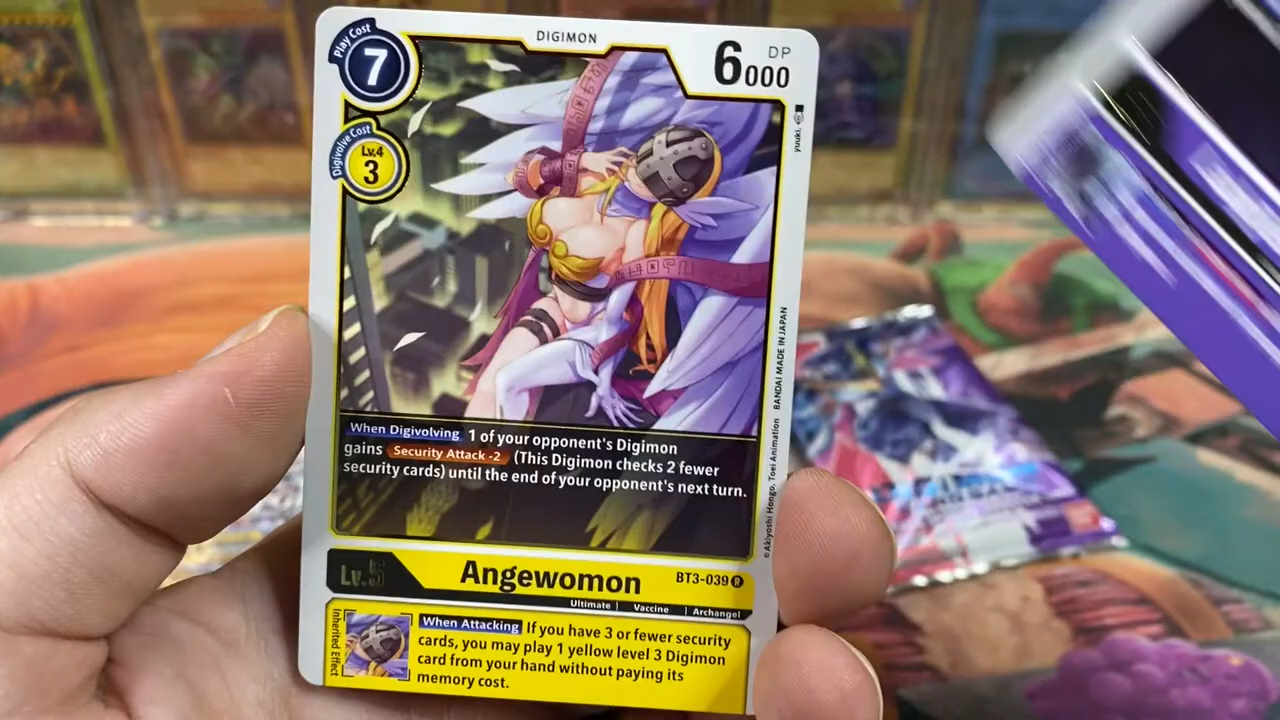 DIGIMON
Play Cost
7
6000
DP
Digivolve Cost
Lv.4
3
yuuki.
When Digivolving 1 of your opponent's Digimon
gains Security Attack -2 (This Digimon checks 2 fewer
security cards) until the end of your opponent's next turn.
©Akiyoshi Hongo, Toei Animation BANDAI MADE IN JAPAN
Lv.5
Angewomon
BT3-039 R
Ultimate | Vaccine | Archangel
Inherited Effect
When Attacking If you have 3 or fewer security
cards, you may play 1 yellow level 3 Digimon
card from your hand without paying its
memory cost.